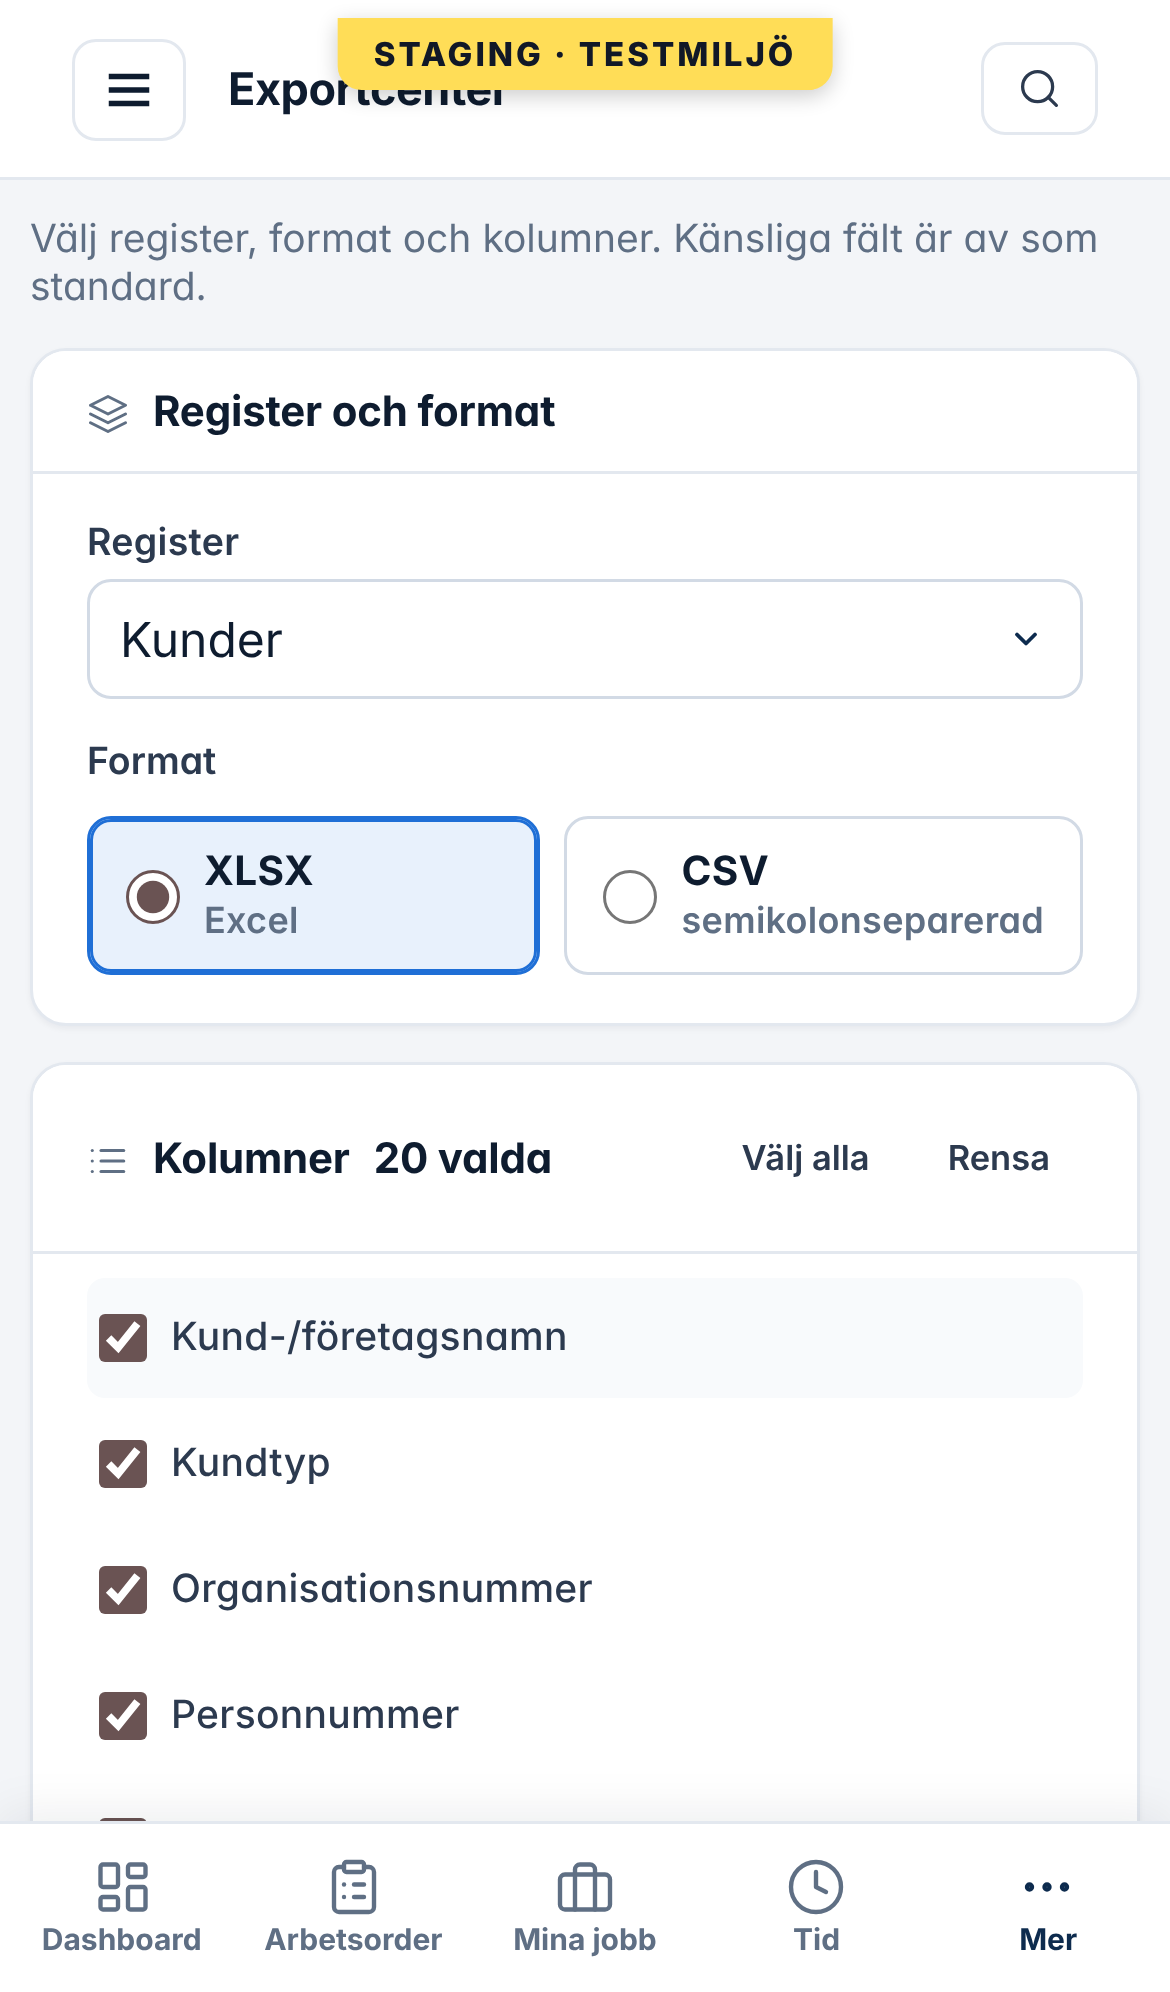 STAGING · TESTMILJÖ
Exportcenter
Välj register, format och kolumner. Känsliga fält är av som
standard.
Register och format
Register
Kunder
Format
XLSX
Excel
CSV
semikolonseparerad
Kolumner 20 valda
Välj alla
Rensa
Kund-/företagsnamn
Kundtyp
Organisationsnummer
Personnummer
Dashboard
Arbetsorder
Mina jobb
Tid
Mer